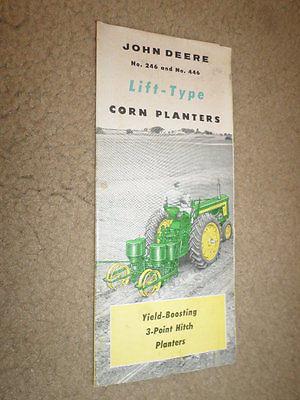 JOHN DEERE
No. 246 and No. 446
Lift-Type
CORN PLANTERS
Yield-Boosting
3-Point Hitch
Planters